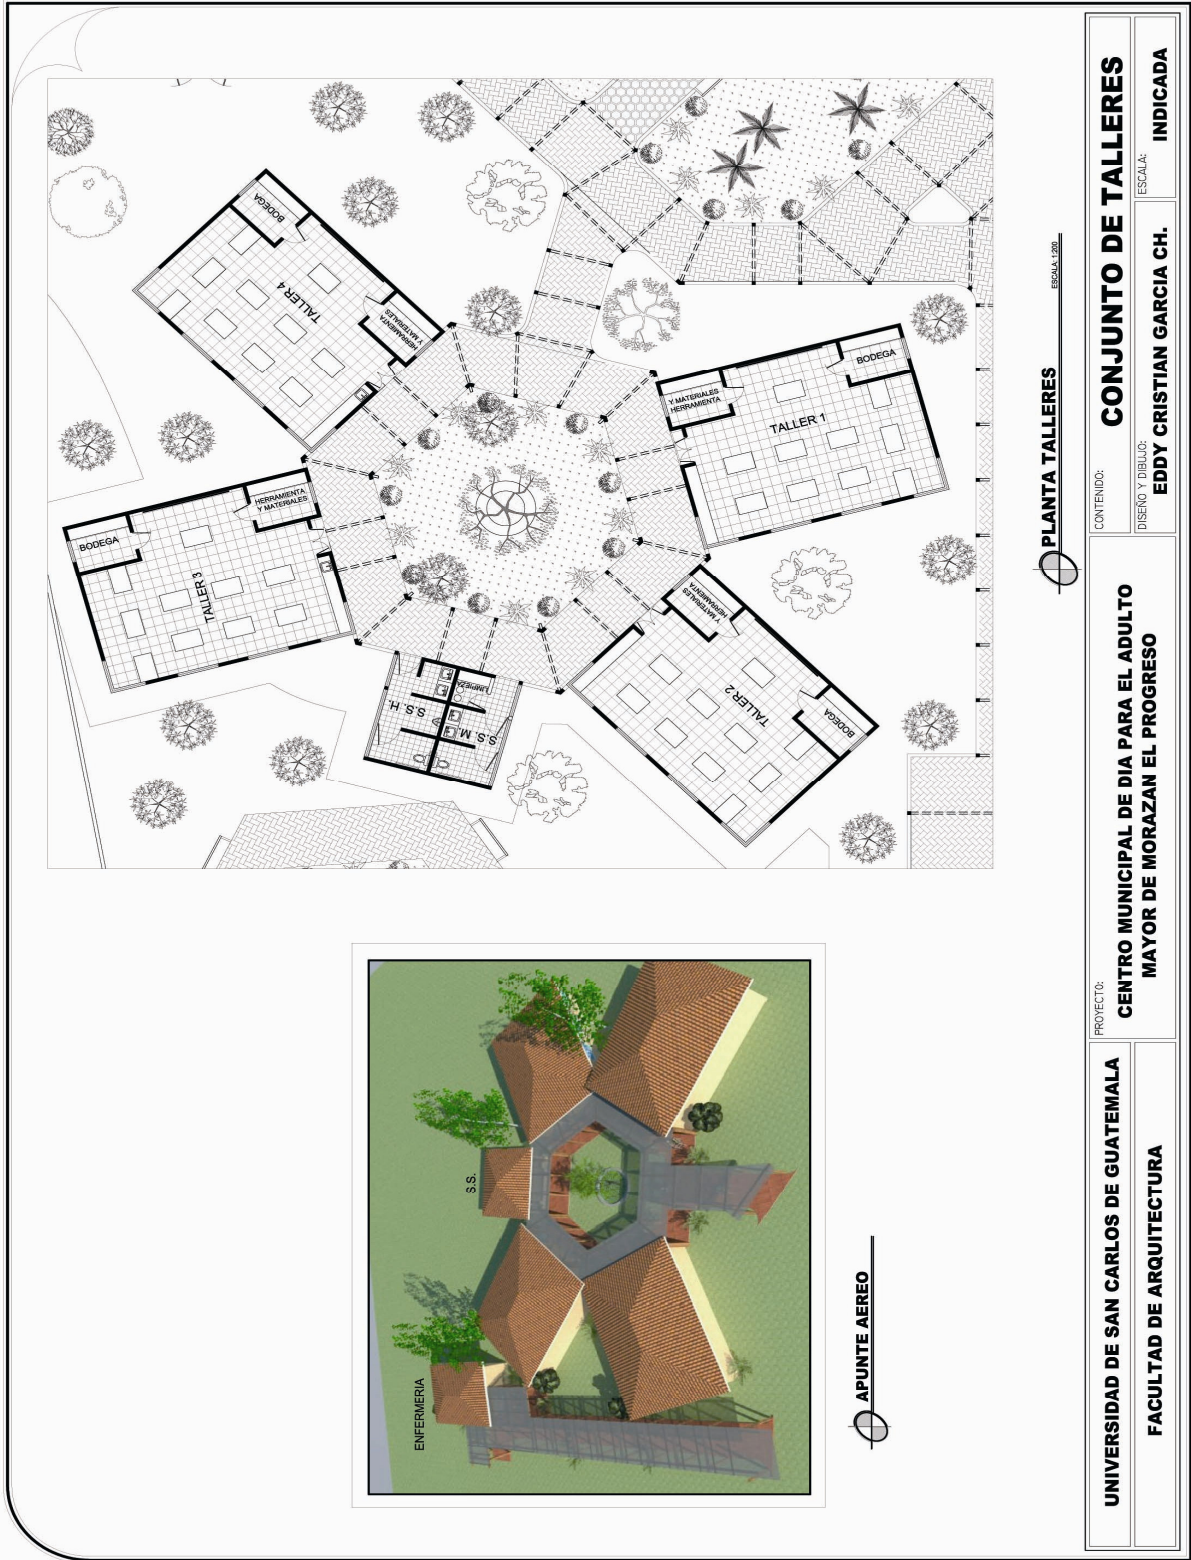 BODEGA
TALLER 4
HERRAMIENTA
Y MATERIALES
BODEGA
TALLER 3
HERRAMIENTA
Y MATERIALES
Y MATERIALES
HERRAMIENTA
TALLER 1
BODEGA
Y MATERIALES
HERRAMIENTA
TALLER 2
BODEGA
S.S.H.
S.S.M.
LIMPIEZA
PLANTA TALLERES
ESCALA: 1:200
ENFERMERIA
S.S.
APUNTE AEREO
UNIVERSIDAD DE SAN CARLOS DE GUATEMALA
FACULTAD DE ARQUITECTURA
PROYECTO:
CENTRO MUNICIPAL DE DIA PARA EL ADULTO
MAYOR DE MORAZAN EL PROGRESO
CONTENIDO:
CONJUNTO DE TALLERES
DISEÑO Y DIBUJO:
EDDY CRISTIAN GARCIA CH.
ESCALA:
INDICADA